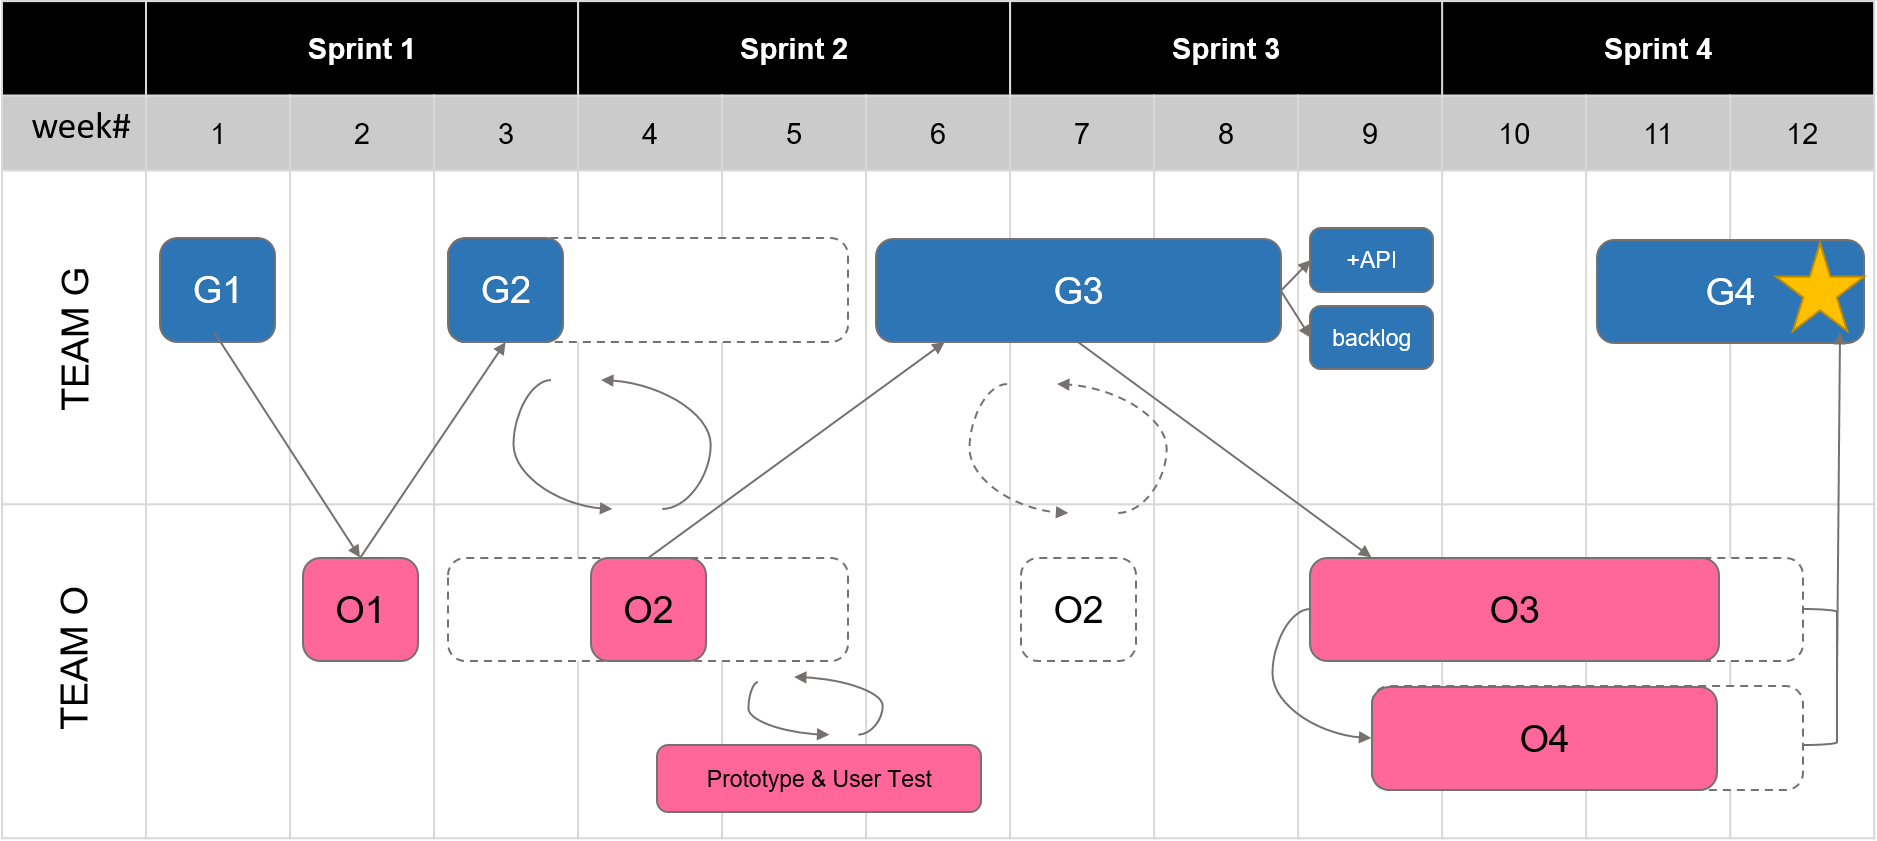 Sprint 1
Sprint 2
Sprint 3
Sprint 4
week#
1
2
3
4
5
6
7
8
9
10
11
12
TEAM G
G1
G2
G3
+API
backlog
G4
TEAM O
O1
O2
O2
O3
O4
Prototype & User Test